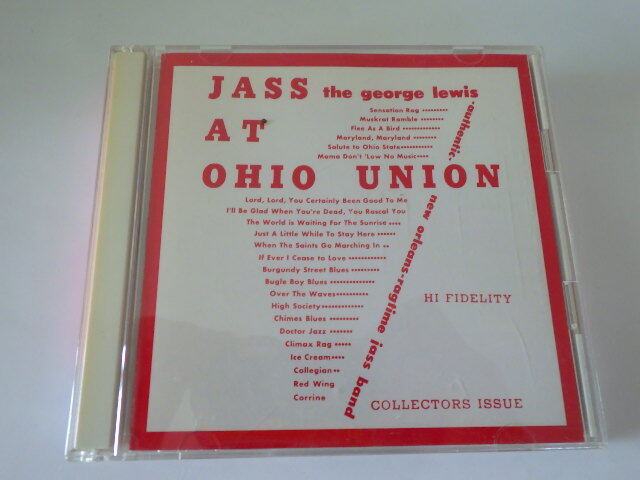 JASS the george lewis
Sensation Rag
Muskrat Ramble
Flee As A Bird
Maryland, Maryland
Salute to Ohio State
Mama Don't 'Low No Music
-authentic-
AT
OHIO UNION
Lord, Lord, You Certainly Been Good To Me
I'll Be Glad When You're Dead, You Rascal You
The World is Waiting For The Sunrise
Just A Little While To Stay Here
When The Saints Go Marching In
If Ever I Cease to Love
Burgundy Street Blues
Bugle Boy Blues
Over The Waves
High Society
Chimes Blues
Doctor Jazz
Climax Rag
Ice Cream
Collegian
Red Wing
Corrine
new orleans-ragtime jass band
HI FIDELITY
COLLECTORS ISSUE